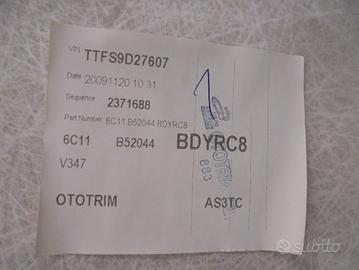 VIN TTFS9D27607
Date 20091120 10:31
Sequence 2371688
Part Number 6C11 B52044 BDYRC8
6C11 B52044 BDYRC8
V347
OTOTRIM AS3TC
subito